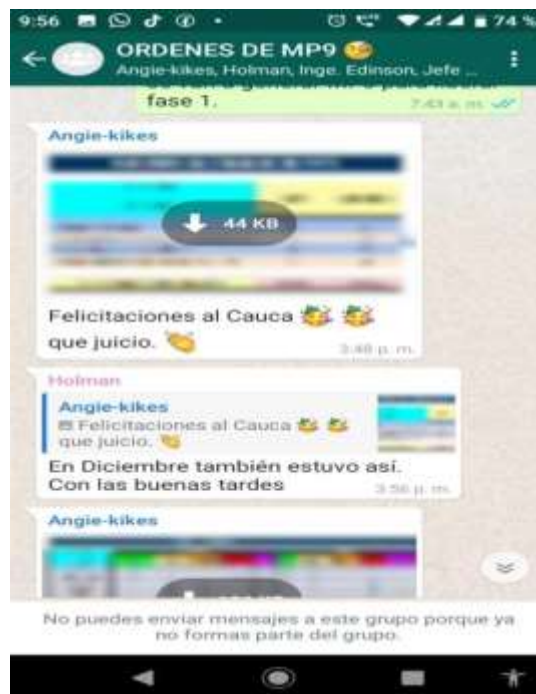 9:56
74 %
ORDENES DE MP9
Angie-kikes, Holman, Inge. Edinson, Jefe ...
fase 1.
7:43 a. m.
Angie-kikes
44 KB
Felicitaciones al Cauca
que juicio.
3:48 p. m.
Holman
Angie-kikes
Felicitaciones al Cauca
que juicio.
En Diciembre también estuvo así.
Con las buenas tardes
3:56 p. m.
Angie-kikes
No puedes enviar mensajes a este grupo porque ya
no formas parte del grupo.